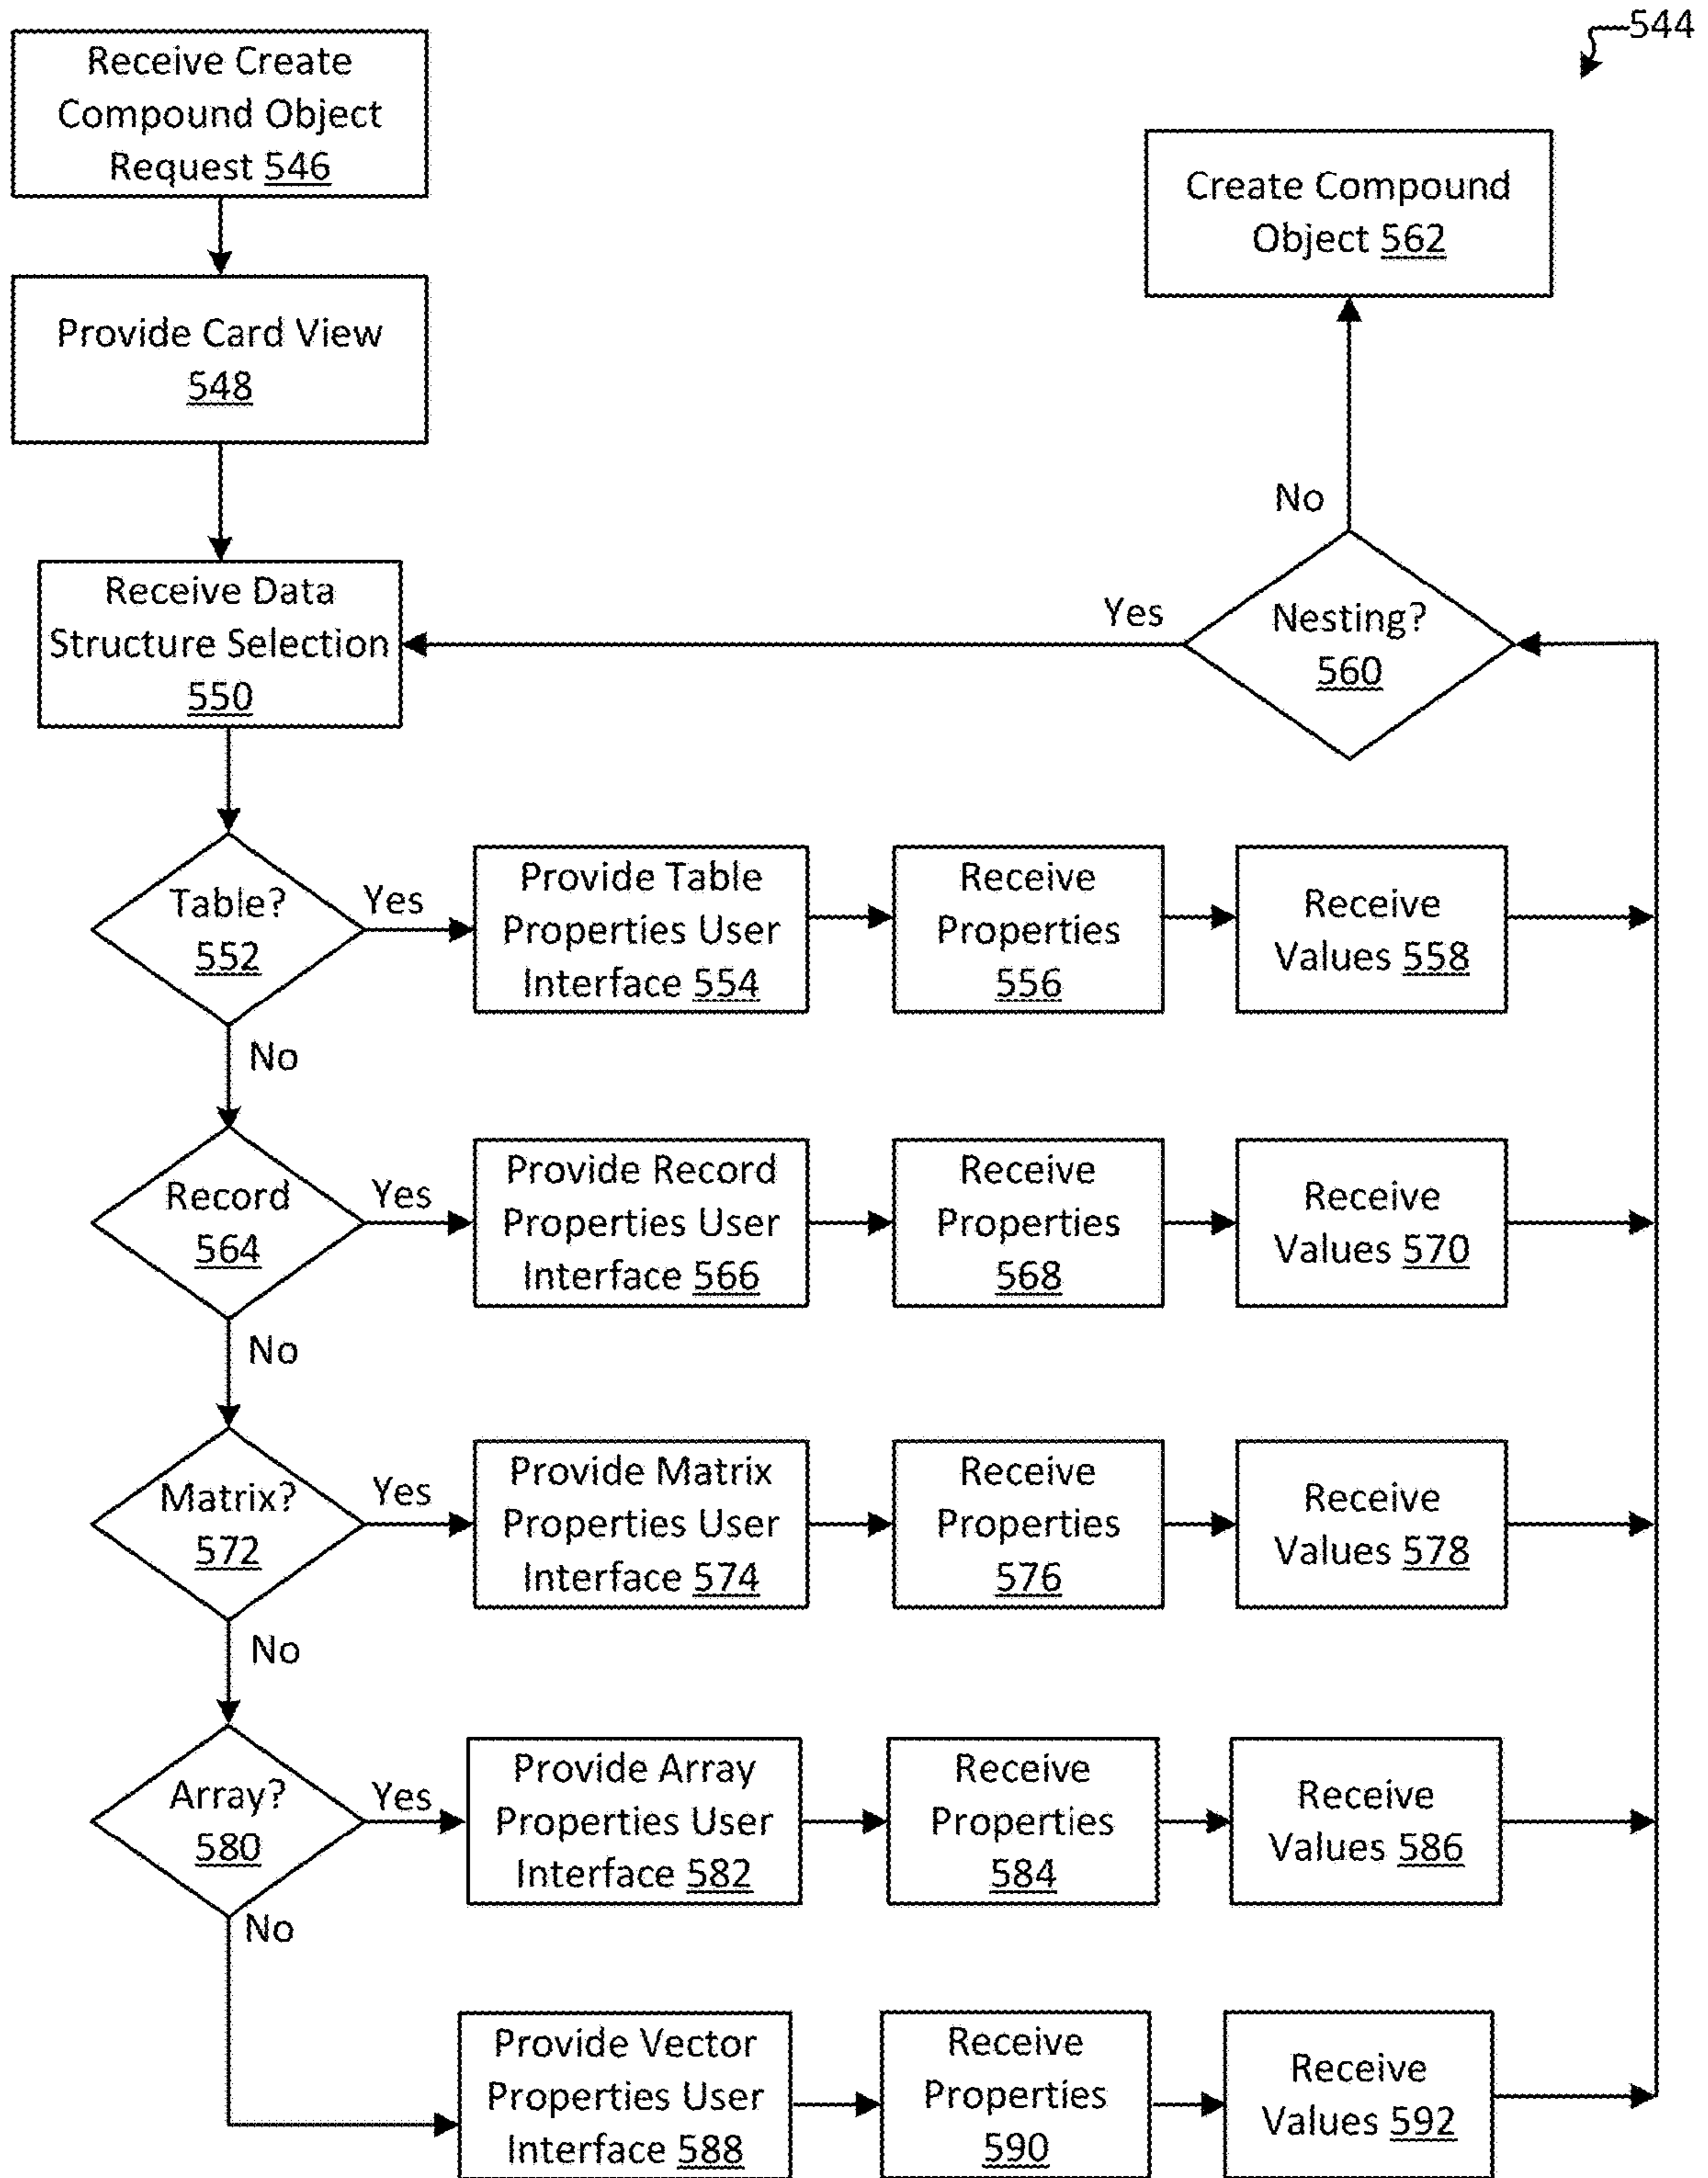 544
Receive Create
Compound Object
Request 546
Create Compound
Object 562
Provide Card View
548
No
Receive Data
Structure Selection
550
Yes
Nesting?
560
Table?
552
Yes
Provide Table
Properties User
Interface 554
Receive
Properties
556
Receive
Values 558
No
Record
564
Yes
Provide Record
Properties User
Interface 566
Receive
Properties
568
Receive
Values 570
No
Matrix?
572
Yes
Provide Matrix
Properties User
Interface 574
Receive
Properties
576
Receive
Values 578
No
Array?
580
Yes
Provide Array
Properties User
Interface 582
Receive
Properties
584
Receive
Values 586
No
Provide Vector
Properties User
Interface 588
Receive
Properties
590
Receive
Values 592